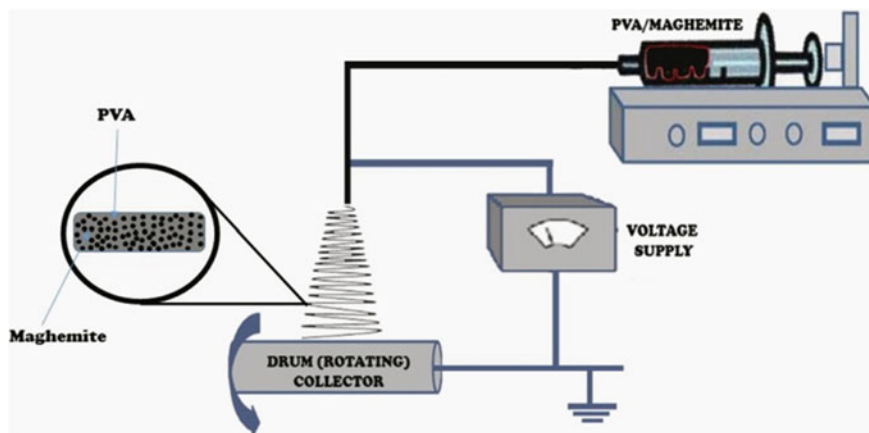 PVA/MAGHEMITE
PVA
VOLTAGE
SUPPLY
Maghemite
DRUM (ROTATING)
COLLECTOR